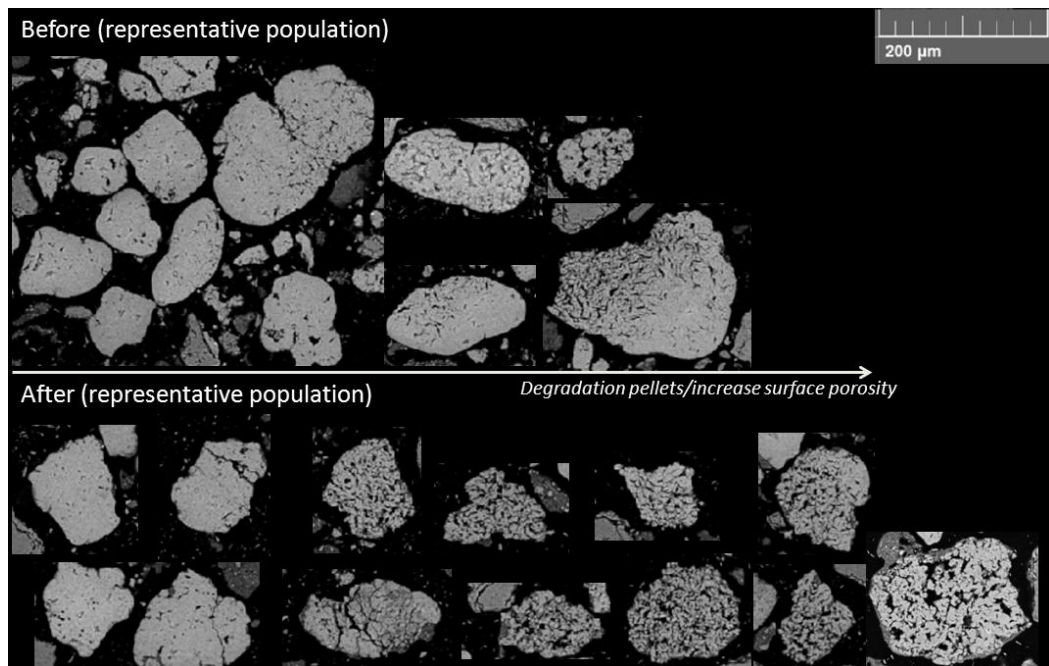 Before (representative population)
200 µm
Degradation pellets/increase surface porosity
After (representative population)